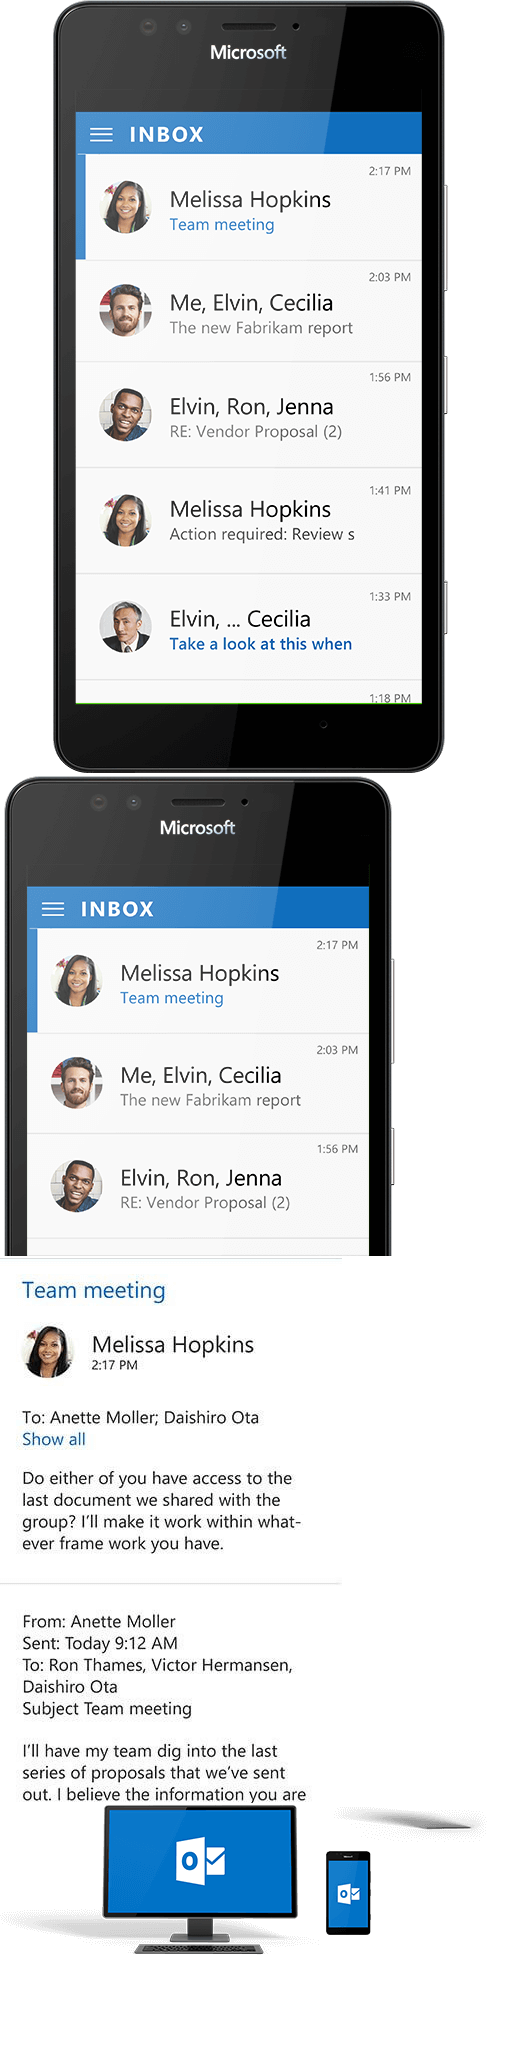 Microsoft
INBOX
2:17 PM
Melissa Hopkins
Team meeting
2:03 PM
Me, Elvin, Cecilia
The new Fabrikam report
1:56 PM
Elvin, Ron, Jenna
RE: Vendor Proposal (2)
1:41 PM
Melissa Hopkins
Action required: Review s
1:33 PM
Elvin, ... Cecilia
Take a look at this when
1:18 PM
Microsoft
INBOX
2:17 PM
Melissa Hopkins
Team meeting
2:03 PM
Me, Elvin, Cecilia
The new Fabrikam report
1:56 PM
Elvin, Ron, Jenna
RE: Vendor Proposal (2)
Team meeting
Melissa Hopkins
2:17 PM
To: Anette Moller; Daishiro Ota
Show all
Do either of you have access to the
last document we shared with the
group? I'll make it work within what-
ever frame work you have.
From: Anette Moller
Sent: Today 9:12 AM
To: Ron Thames, Victor Hermansen,
Daishiro Ota
Subject Team meeting
I'll have my team dig into the last
series of proposals that we've sent
out. I believe the information you are